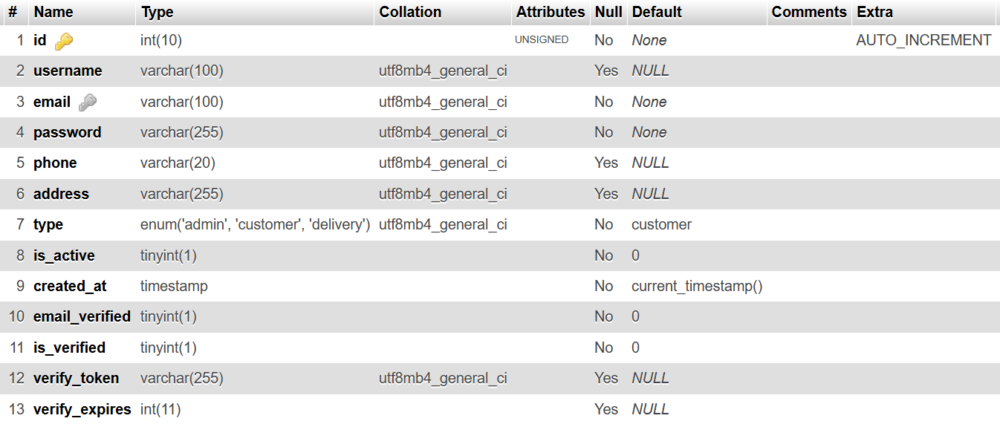 # Name Type Collation Attributes Null Default Comments Extra
1 id int(10) UNSIGNED No None AUTO_INCREMENT
2 username varchar(100) utf8mb4_general_ci Yes NULL
3 email varchar(100) utf8mb4_general_ci No None
4 password varchar(255) utf8mb4_general_ci No None
5 phone varchar(20) utf8mb4_general_ci Yes NULL
6 address varchar(255) utf8mb4_general_ci Yes NULL
7 type enum('admin', 'customer', 'delivery') utf8mb4_general_ci No customer
8 is_active tinyint(1) No 0
9 created_at timestamp No current_timestamp()
10 email_verified tinyint(1) No 0
11 is_verified tinyint(1) No 0
12 verify_token varchar(255) utf8mb4_general_ci Yes NULL
13 verify_expires int(11) Yes NULL